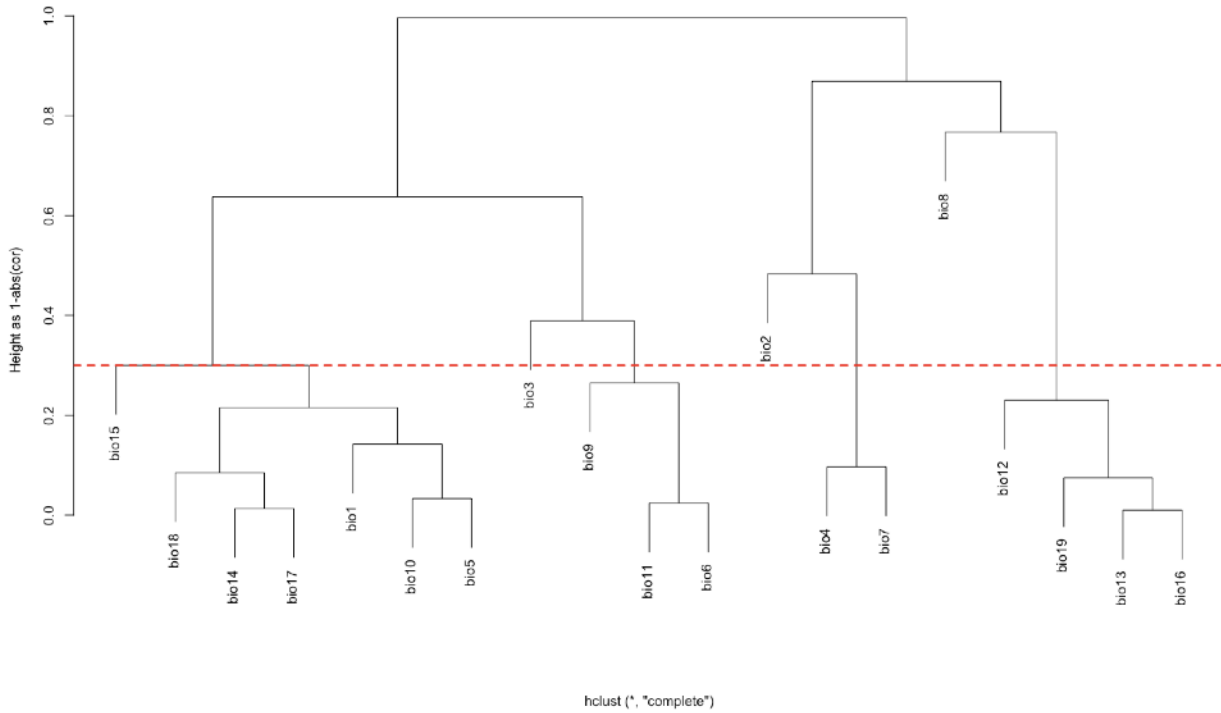 1.0
0.8
0.6
0.4
0.2
0.0
Height as 1-abs(cor)
bio15
bio18
bio14
bio17
bio1
bio10
bio5
bio3
bio9
bio11
bio6
bio2
bio4
bio7
bio8
bio12
bio19
bio13
bio16
hclust (*, "complete")